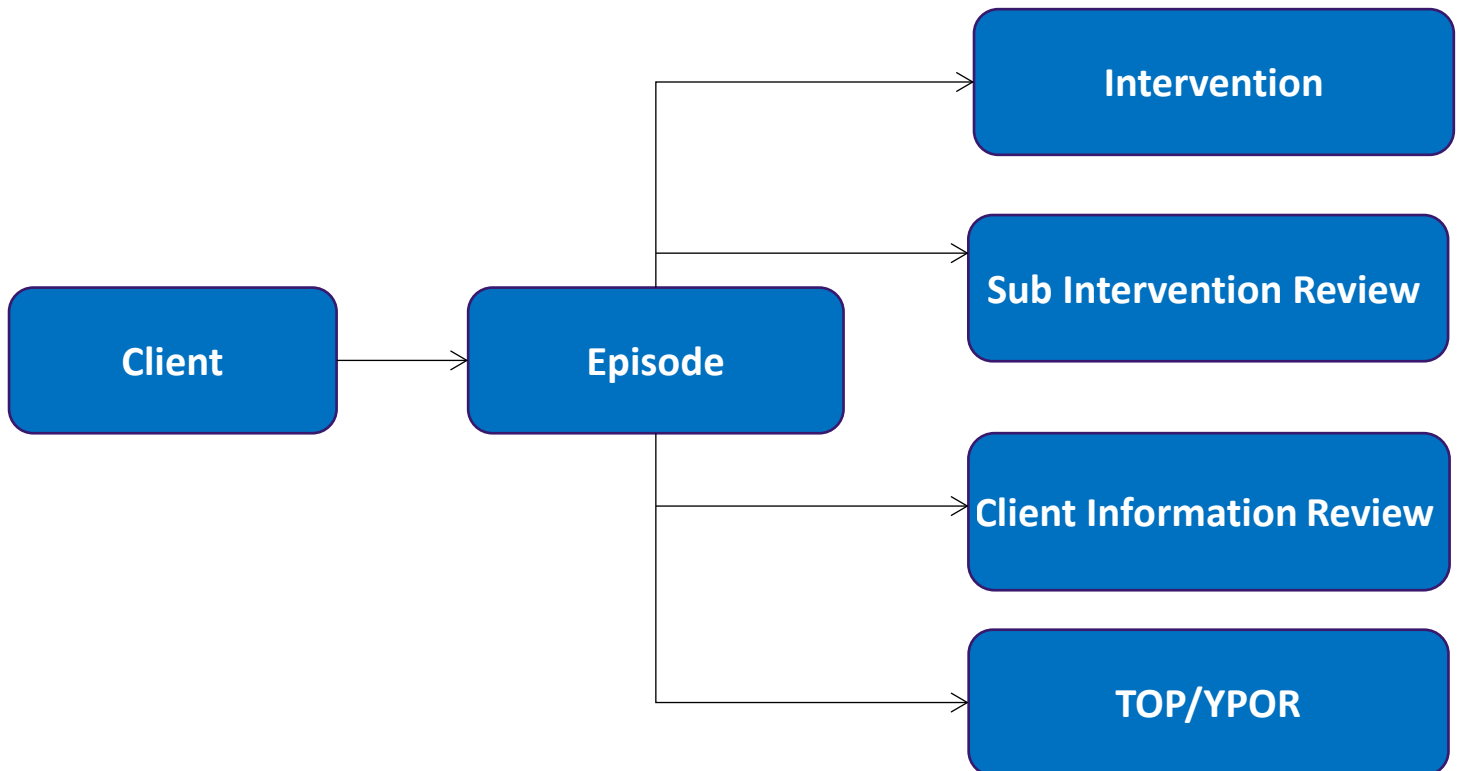 Intervention
Sub Intervention Review
Client
Episode
Client Information Review
TOP/YPOR